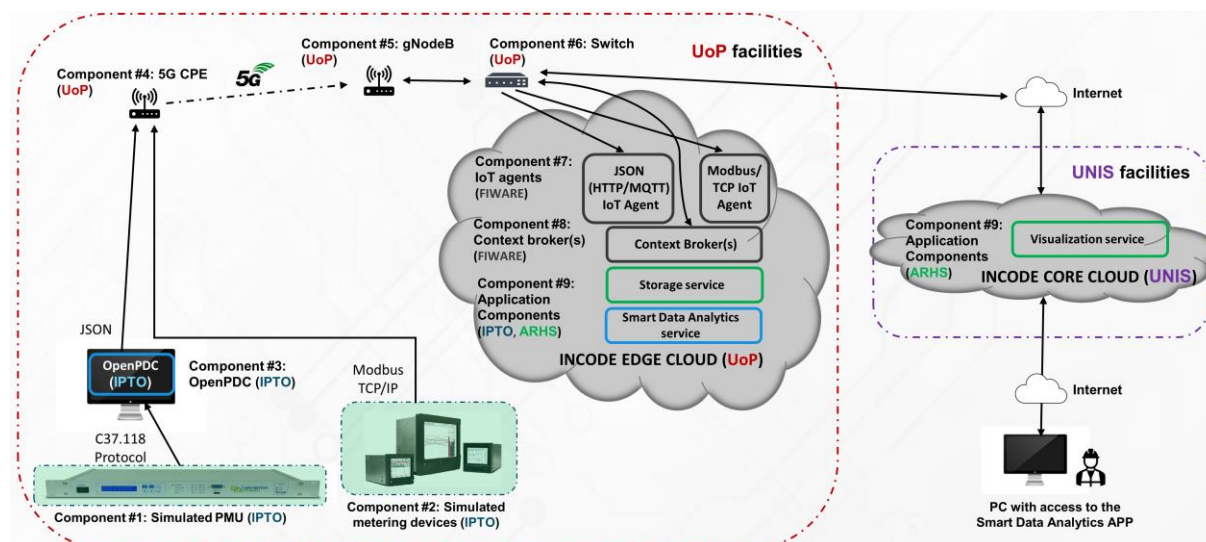 Component #5: gNodeB
(UoP)
Component #6: Switch
(UoP)
UoP facilities
Component #4: 5G CPE
(UoP)
5G
Internet
Component #7:
IoT agents
(FIWARE)
JSON
(HTTP/MQTT)
IoT Agent
Modbus/
TCP IoT
Agent
UNIS facilities
Component #8:
Context broker(s)
(FIWARE)
Context Broker(s)
Component #9:
Application
Components
(ARHS)
Visualization service
INCODE CORE CLOUD (UNIS)
Component #9:
Application
Components
(IPTO, ARHS)
Storage service
Smart Data Analytics
service
INCODE EDGE CLOUD (UoP)
JSON
OpenPDC
(IPTO)
Component #3:
OpenPDC (IPTO)
Modbus
TCP/IP
Internet
C37.118
Protocol
Component #1: Simulated PMU (IPTO)
Component #2: Simulated
metering devices (IPTO)
PC with access to the
Smart Data Analytics APP